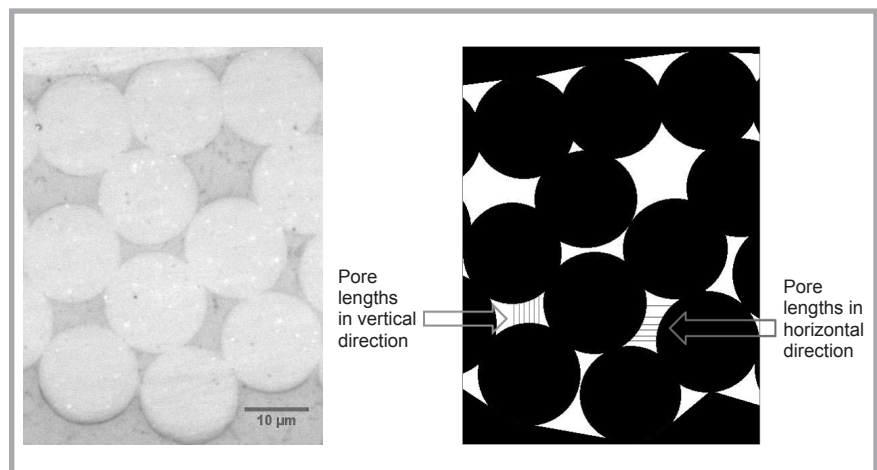 10 µm
Pore
lengths
in vertical
direction
Pore
lengths in
horizontal
direction